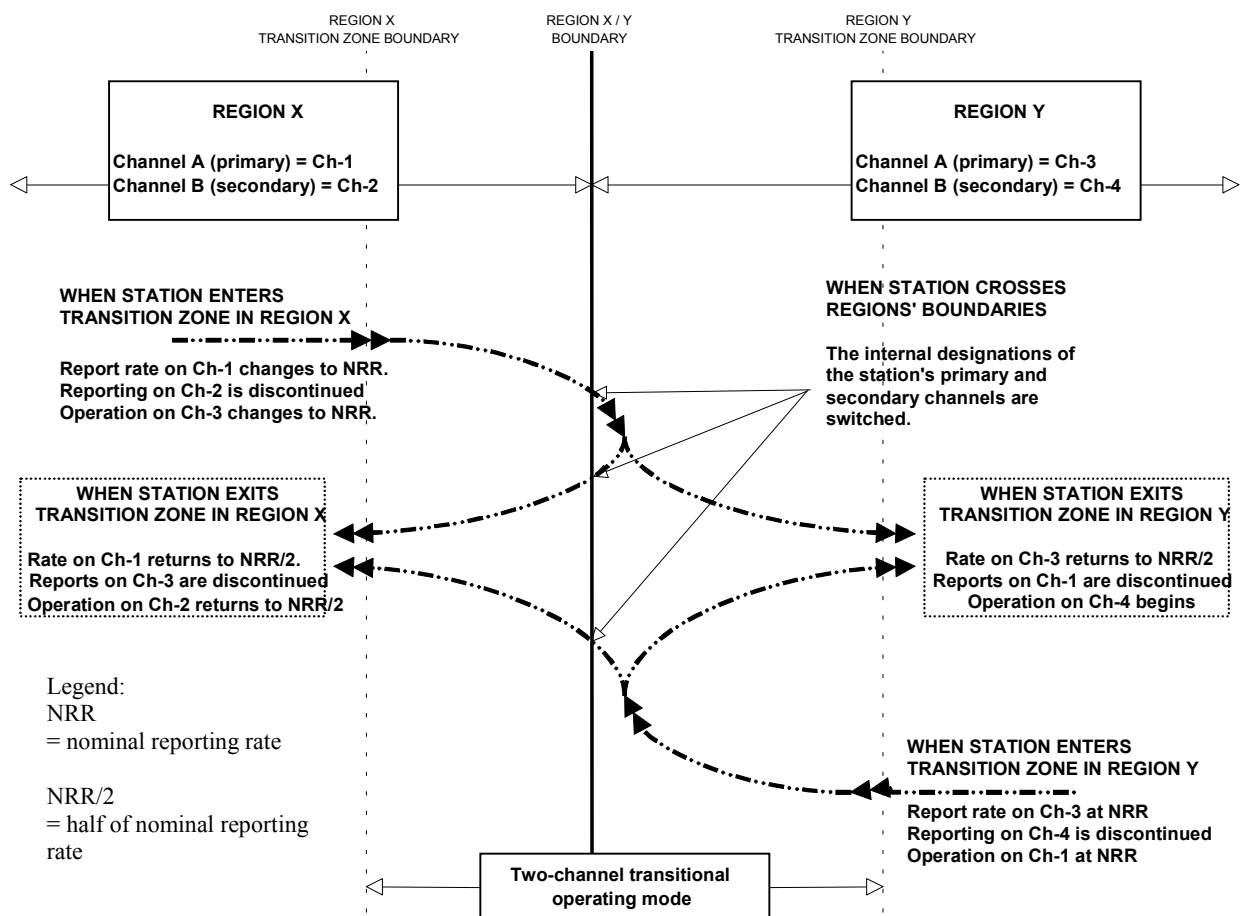 REGION X
TRANSITION ZONE BOUNDARY
REGION X / Y
BOUNDARY
REGION Y
TRANSITION ZONE BOUNDARY
REGION X
Channel A (primary) = Ch-1
Channel B (secondary) = Ch-2
REGION Y
Channel A (primary) = Ch-3
Channel B (secondary) = Ch-4
WHEN STATION ENTERS
TRANSITION ZONE IN REGION X
Report rate on Ch-1 changes to NRR.
Reporting on Ch-2 is discontinued
Operation on Ch-3 changes to NRR.
WHEN STATION CROSSES
REGIONS' BOUNDARIES
The internal designations of
the station's primary and
secondary channels are
switched.
WHEN STATION EXITS
TRANSITION ZONE IN REGION X
Rate on Ch-1 returns to NRR/2.
Reports on Ch-3 are discontinued
Operation on Ch-2 returns to NRR/2
WHEN STATION EXITS
TRANSITION ZONE IN REGION Y
Rate on Ch-3 returns to NRR/2
Reports on Ch-1 are discontinued
Operation on Ch-4 begins
Legend:
NRR
= nominal reporting rate
NRR/2
= half of nominal reporting
rate
WHEN STATION ENTERS
TRANSITION ZONE IN REGION Y
Report rate on Ch-3 at NRR
Reporting on Ch-4 is discontinued
Operation on Ch-1 at NRR
Two-channel transitional
operating mode